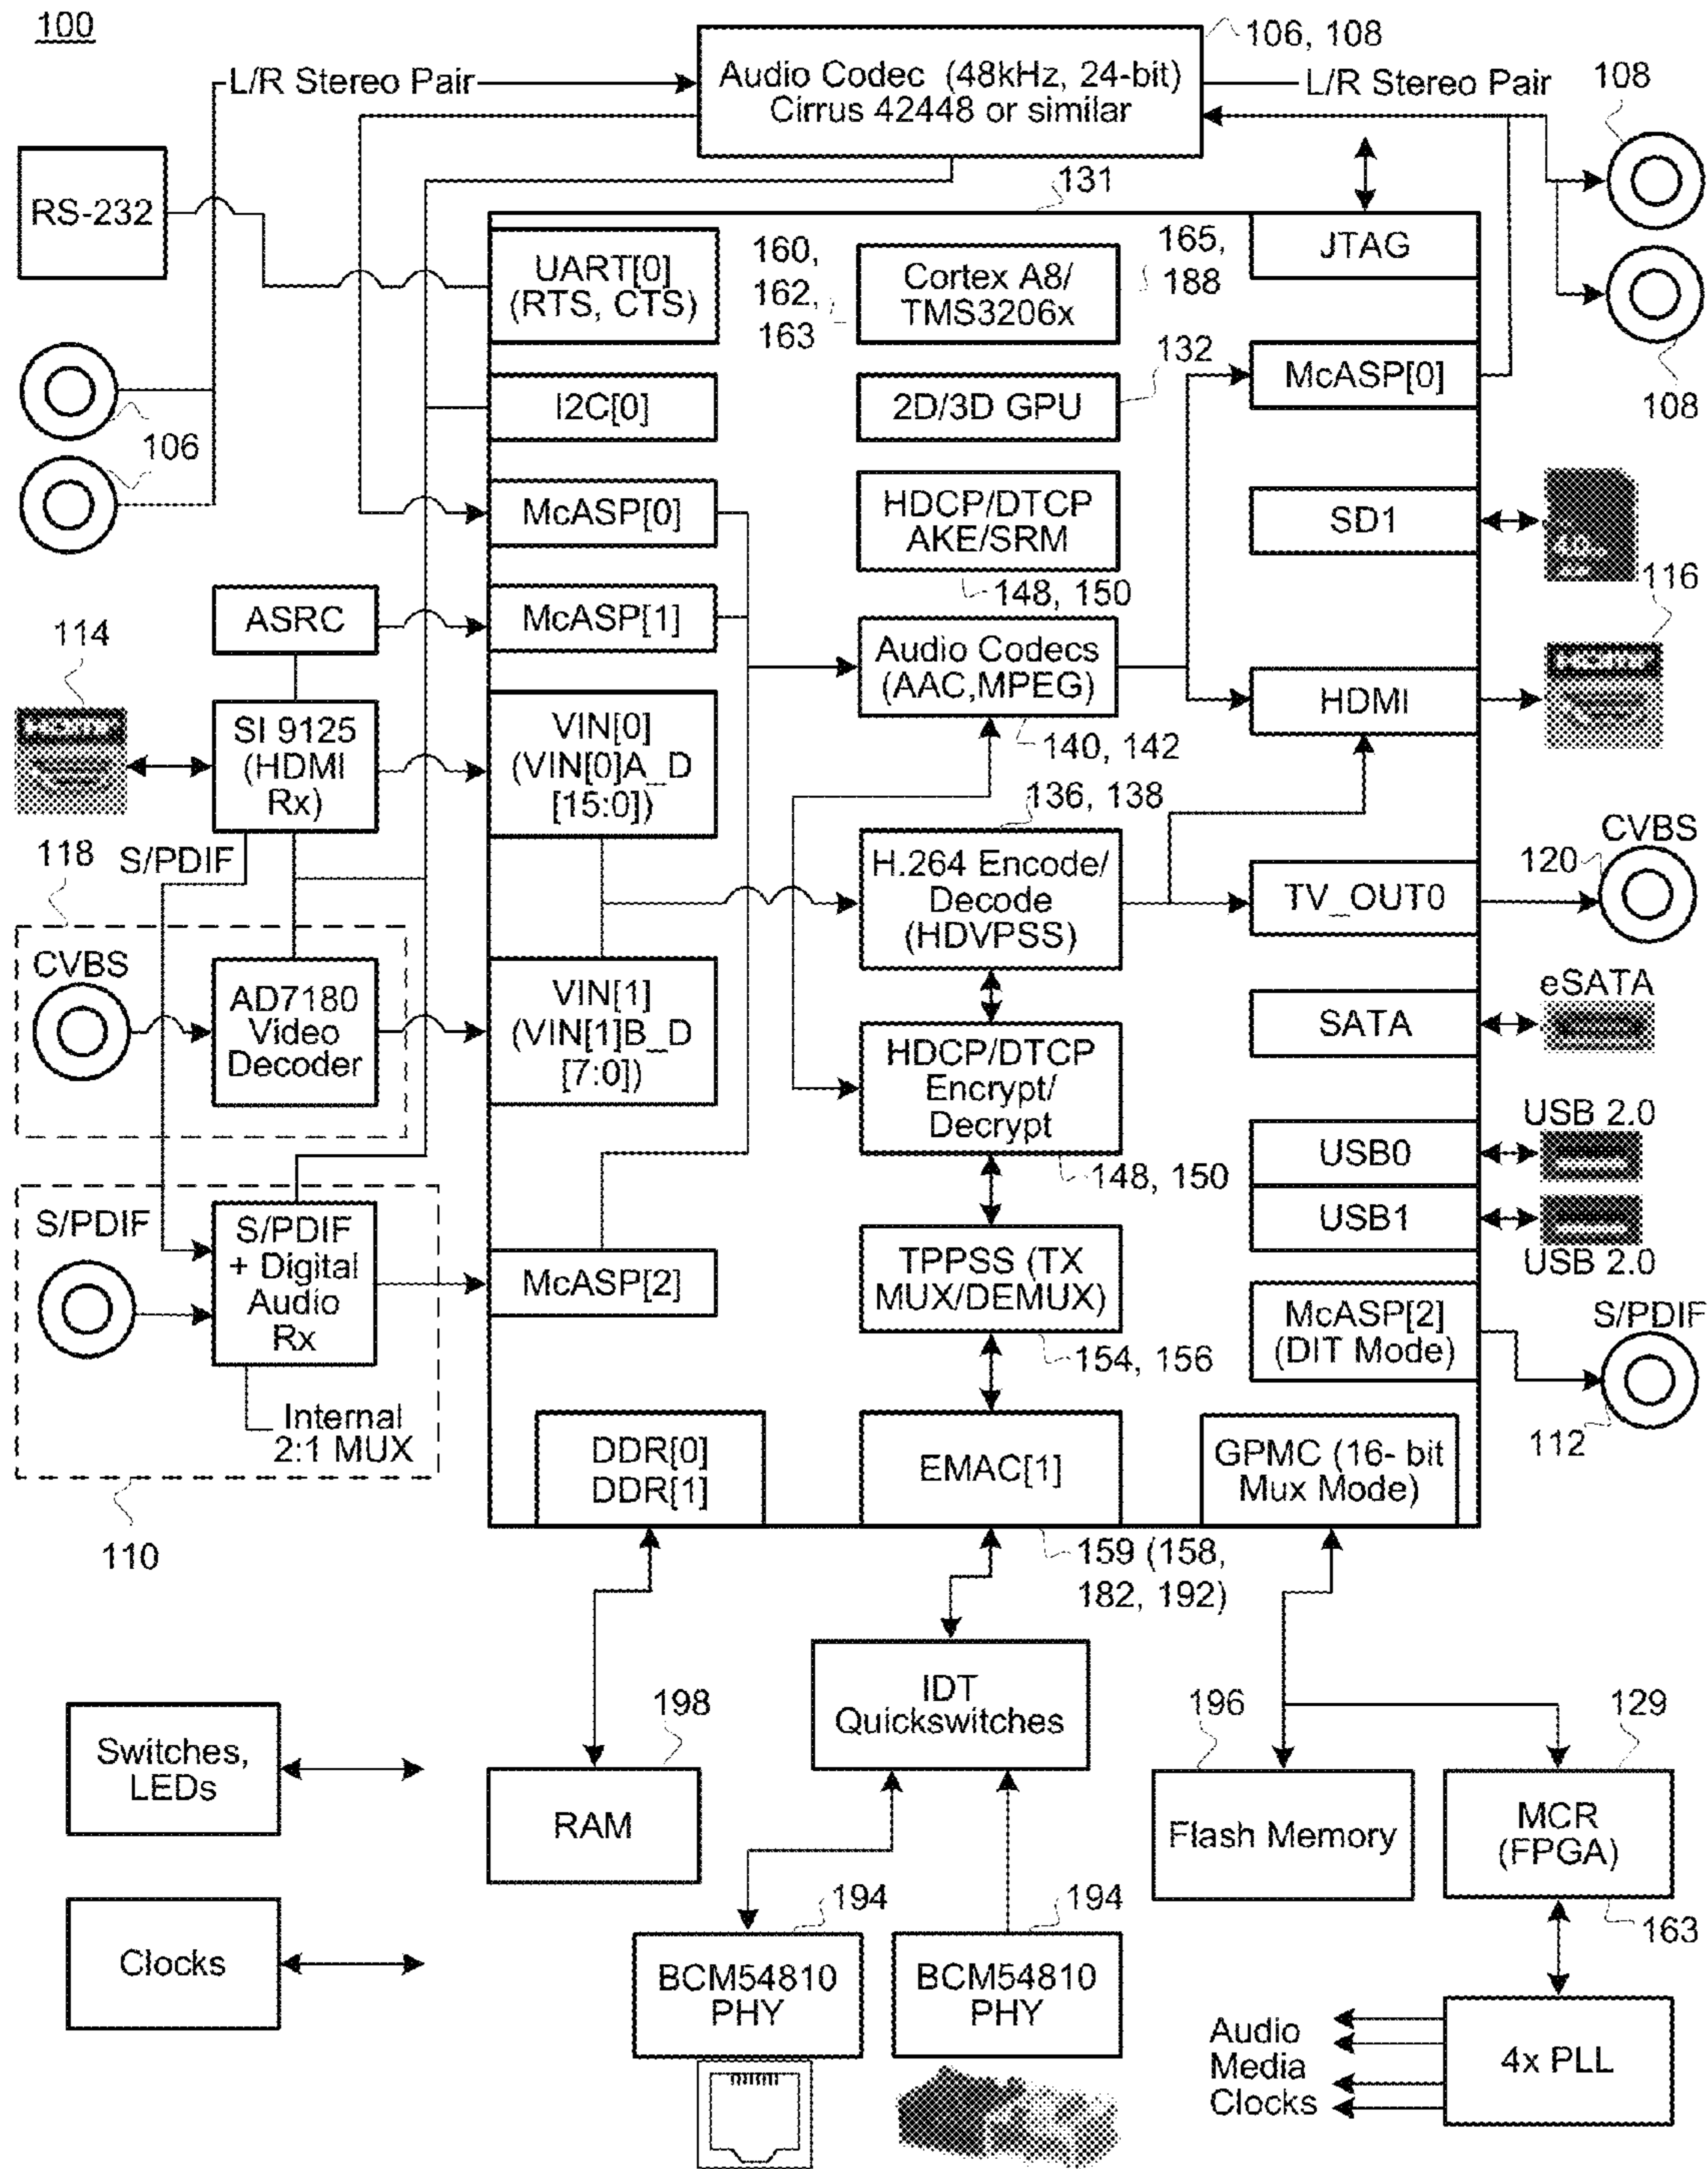 100
106, 108
Audio Codec (48kHz, 24-bit)
Cirrus 42448 or similar
L/R Stereo Pair
L/R Stereo Pair
108
108
RS-232
131
UART[0]
(RTS, CTS)
160,
162,
163
Cortex A8/
TMS3206x
165,
188
JTAG
106
I2C[0]
2D/3D GPU
132
McASP[0]
McASP[0]
HDCP/DTCP
AKE/SRM
148, 150
SD1
ASRC
McASP[1]
Audio Codecs
(AAC,MPEG)
140, 142
116
114
SI 9125
(HDMI
Rx)
VIN[0]
(VIN[0]A_D
[15:0])
HDMI
118
S/PDIF
136, 138
H.264 Encode/
Decode
(HDVPSS)
TV_OUT0
CVBS
120
CVBS
AD7180
Video
Decoder
VIN[1]
(VIN[1]B_D
[7:0])
HDCP/DTCP
Encrypt/
Decrypt
148, 150
SATA
eSATA
USB0
USB 2.0
USB1
USB 2.0
S/PDIF
S/PDIF
+ Digital
Audio
Rx
McASP[2]
TPPSS (TX
MUX/DEMUX)
154, 156
McASP[2]
(DIT Mode)
S/PDIF
112
Internal
2:1 MUX
110
DDR[0]
DDR[1]
EMAC[1]
GPMC (16- bit
Mux Mode)
159 (158,
182, 192)
IDT
Quickswitches
Switches,
LEDs
198
RAM
196
Flash Memory
129
MCR
(FPGA)
163
Clocks
194
BCM54810
PHY
194
BCM54810
PHY
Audio
Media
Clocks
4x PLL